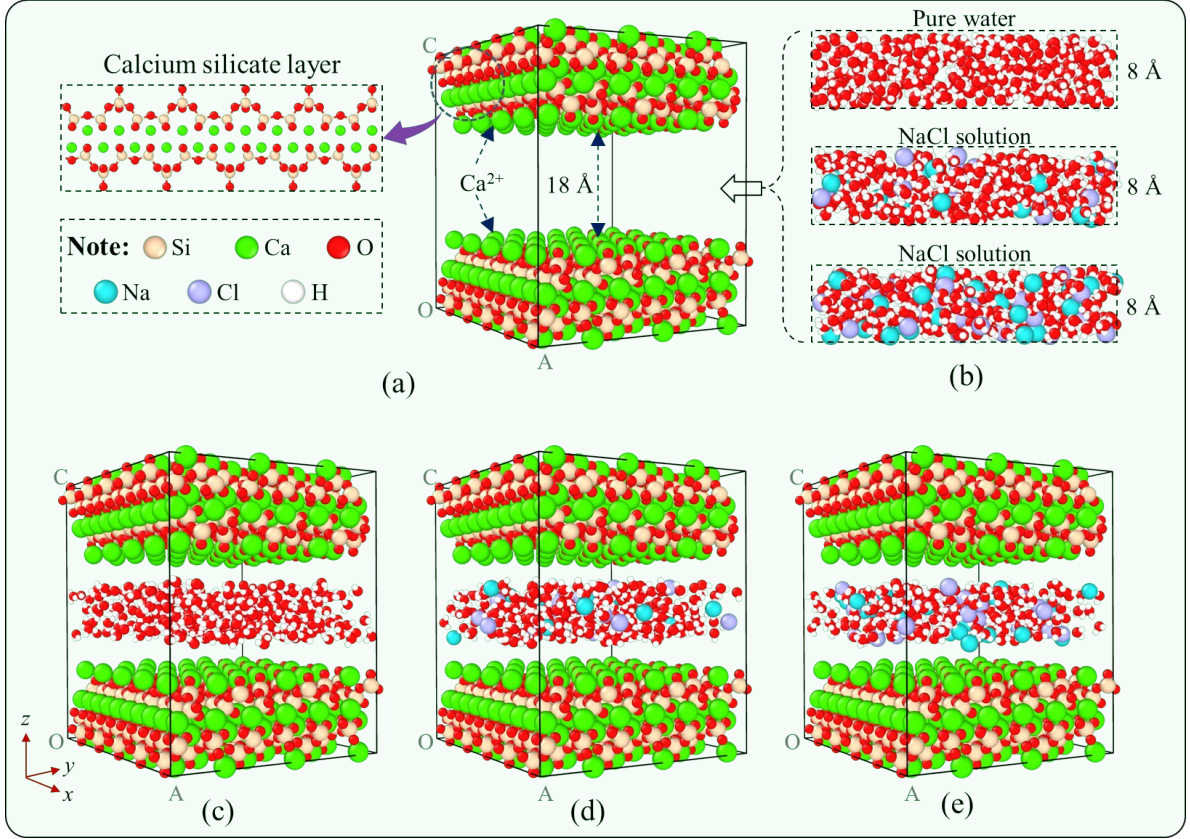 Calcium silicate layer
Note: Si Ca O
Na Cl H
C
Ca²⁺
18 Å
O
A
(a)
Pure water
8 Å
NaCl solution
8 Å
NaCl solution
8 Å
(b)
C
O
A
z
y
x
(c)
C
O
A
(d)
C
O
A
(e)